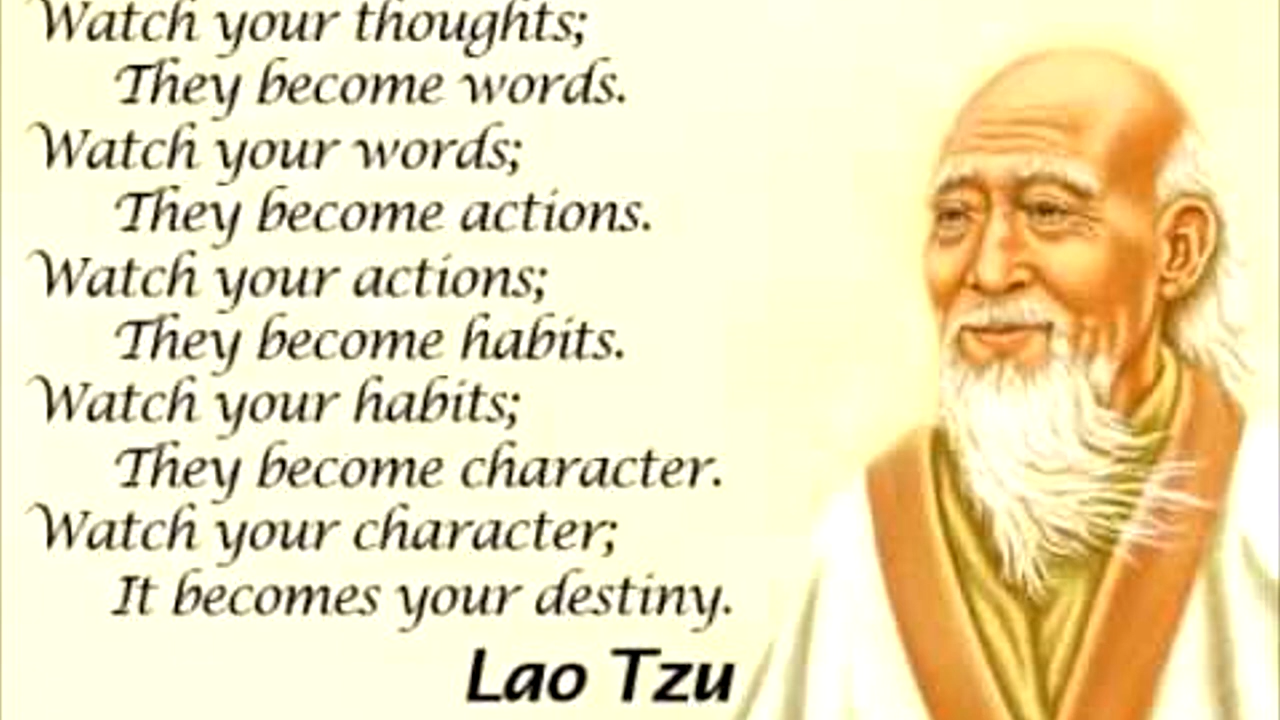 Watch your thoughts;
They become words.
Watch your words;
They become actions.
Watch your actions;
They become habits.
Watch your habits;
They become character.
Watch your character;
It becomes your destiny.
Lao Tzu